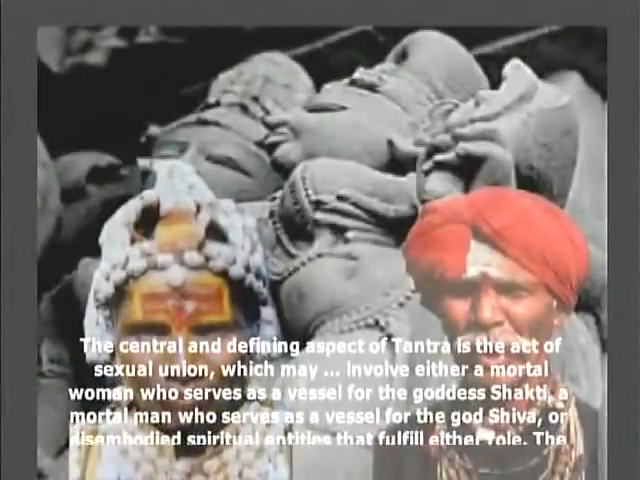 The central and defining aspect of Tantra is the act of
sexual union, which may ... involve either a mortal
woman who serves as a vessel for the goddess Shakti, a
mortal man who serves as a vessel for the god Shiva, or
disembodied spiritual entities that fulfill either role. The